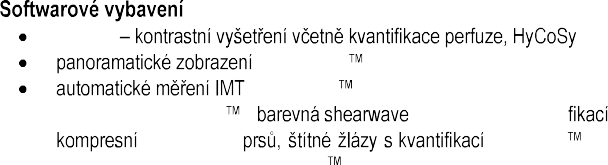 Softwarové vybavení
• – kontrastní vyšetření včetně kvantifikace perfuze, HyCoSy
• panoramatické zobrazení ™
• automatické měření IMT ™
™ barevná shearwave fikací
kompresní prsů, štítné žlázy s kvantifikací ™
™